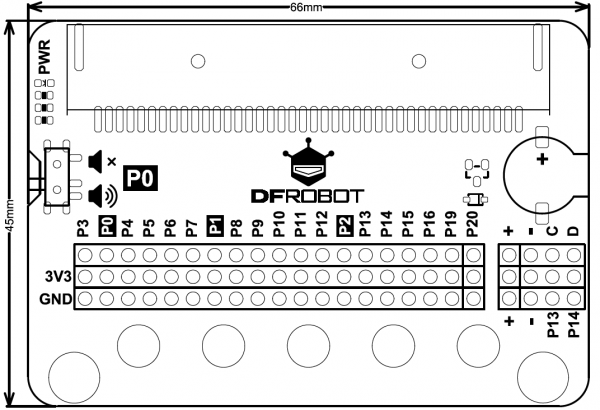 66mm
PWR
×
P0
+
DFROBOT
45mm
P3 P0 P4 P5 P6 P7 P1 P8 P9 P10 P11 P12 P2 P13 P14 P15 P16 P19 P20 + - C D
3V3
GND
+ - P13 P14